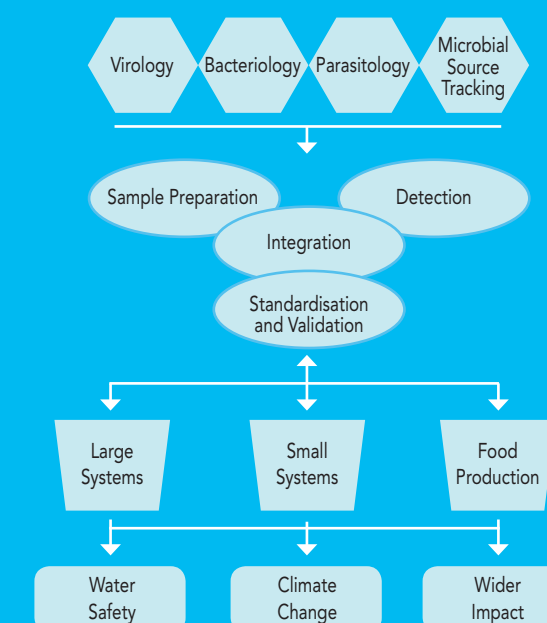 Virology
Bacteriology
Parasitology
Microbial
Source
Tracking
Sample Preparation
Detection
Integration
Standardisation
and Validation
Large
Systems
Small
Systems
Food
Production
Water
Safety
Climate
Change
Wider
Impact